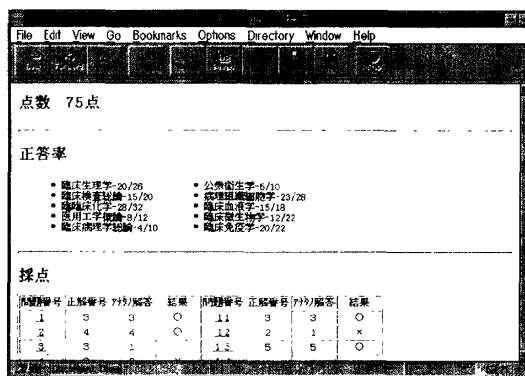 File Edit View Go Bookmarks Options Directory Window Help
点数 75点
正答率
• 臨床生理学-20/26
• 臨床検査総論-15/20
• 臨床化学-28/32
• 医用工学概論-8/12
• 臨床病理学総論-4/10
• 公衆衛生学-5/10
• 病理組織細胞学-23/28
• 臨床血液学-15/18
• 臨床微生物学-12/22
• 臨床免疫学-20/22
採点
問題番号 正解番号 アナタノ解答 結果 問題番号 正解番号 アナタノ解答 結果
1 3 3 ○ 11 3 3 ○
2 4 4 ○ 12 2 1 ×
3 3 1 13 5 5 ○